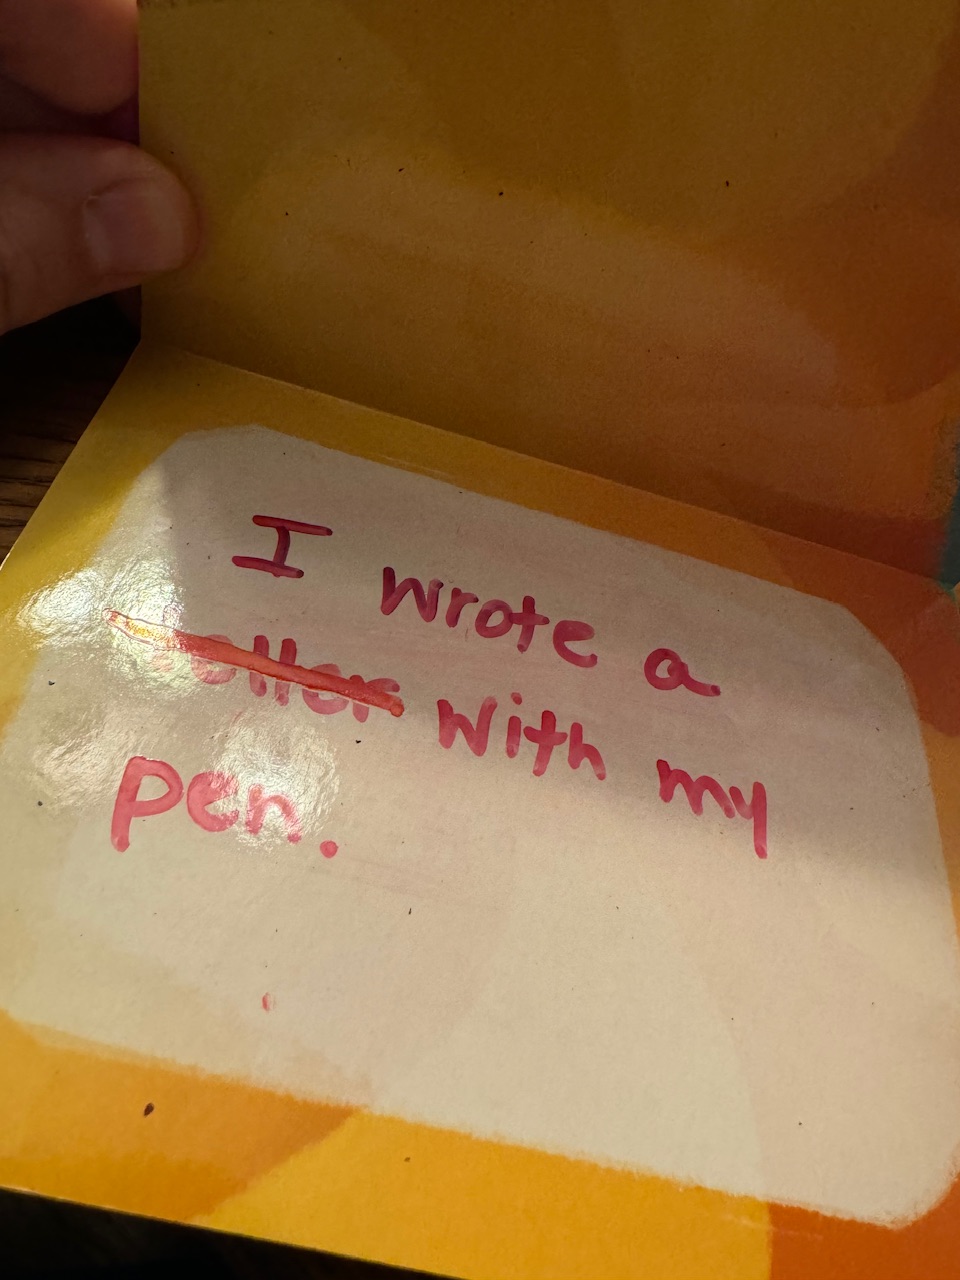 I wrote a
with my
pen.